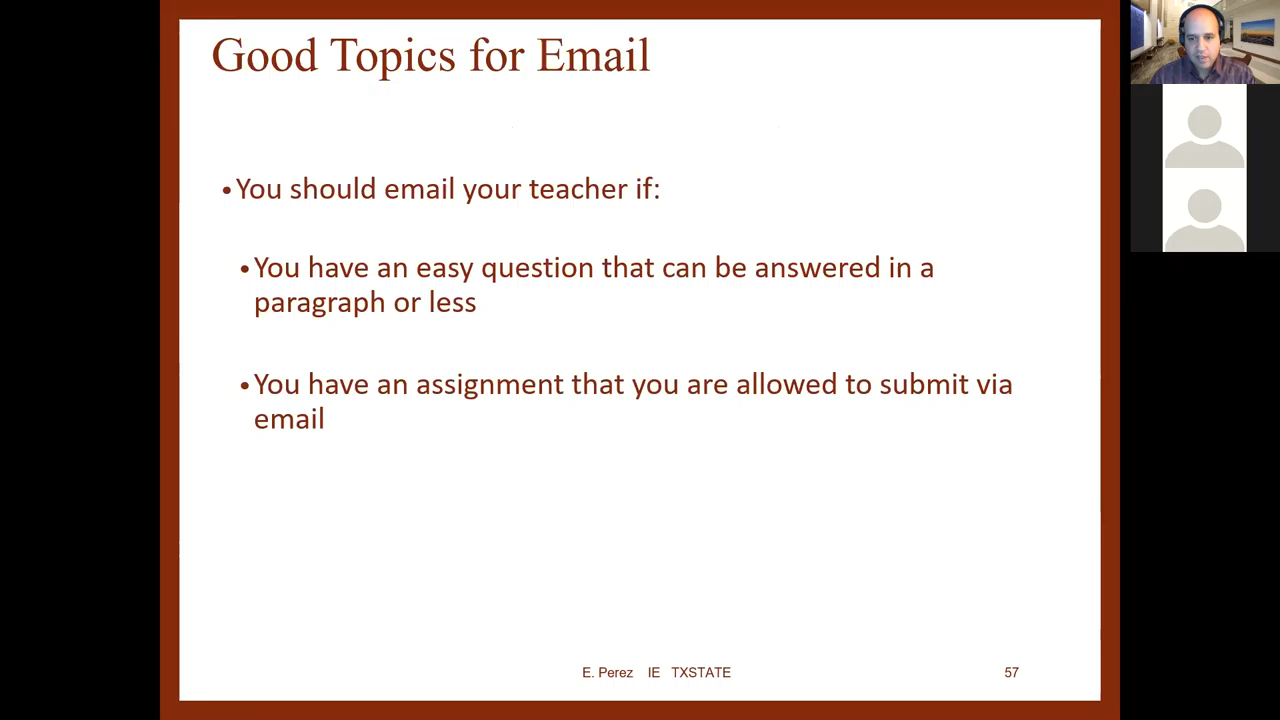 Good Topics for Email
•You should email your teacher if:
•You have an easy question that can be answered in a
paragraph or less
•You have an assignment that you are allowed to submit via
email
E. Perez IE TXSTATE
57